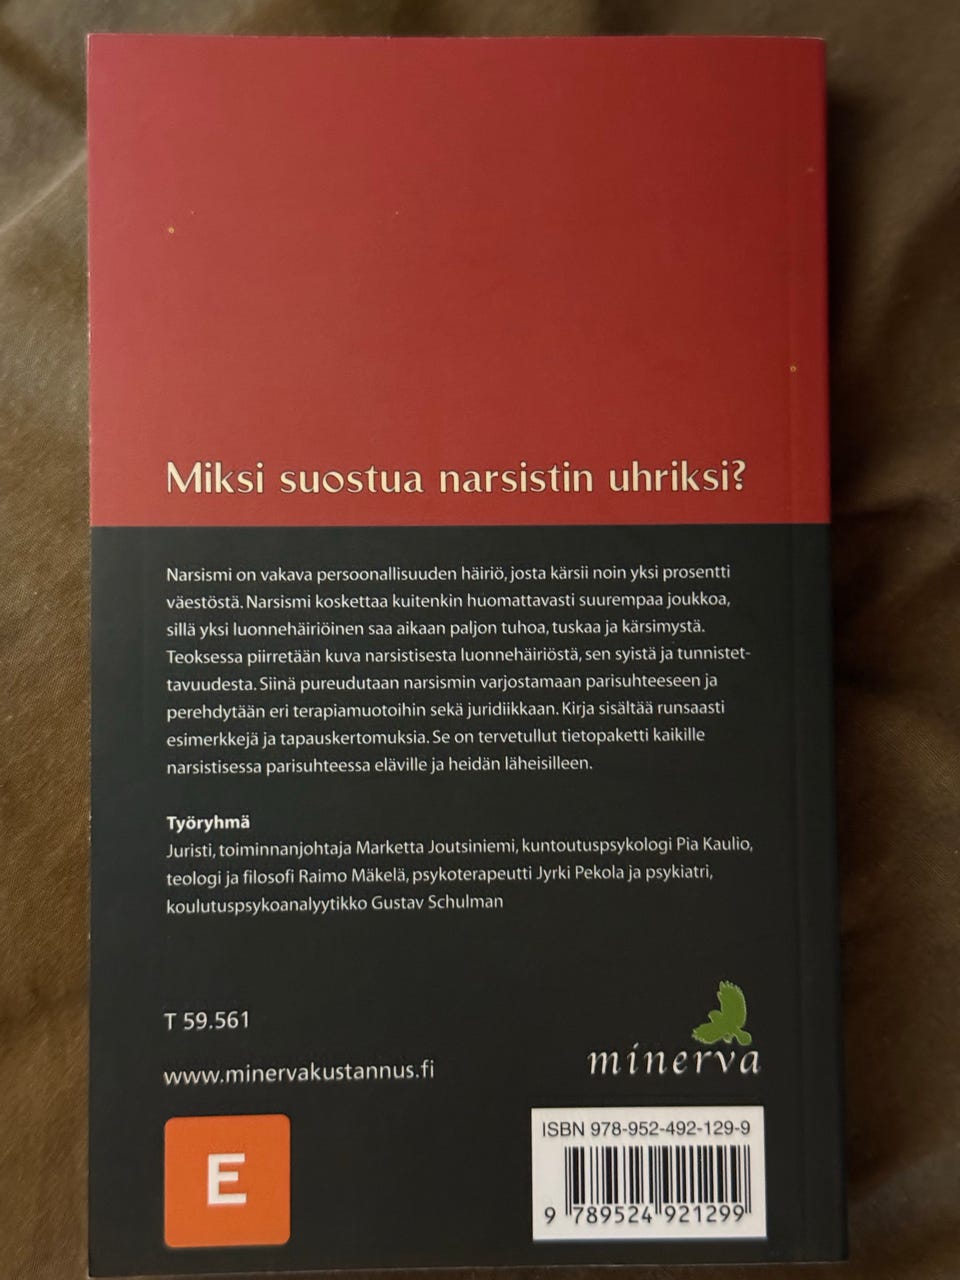 Miksi suostua narsistin uhriksi?
Narsismi on vakava persoonallisuuden häiriö, josta kärsii noin yksi prosentti
väestöstä. Narsismi koskettaa kuitenkin huomattavasti suurempaa joukkoa,
sillä yksi luonnehäiriöinen saa aikaan paljon tuhoa, tuskaa ja kärsimystä.
Teoksessa piirretään kuva narsistisesta luonnehäiriöstä, sen syistä ja tunnistet-
tavuudesta. Siinä pureudutaan narsismin varjostamaan parisuhteeseen ja
perehdytään eri terapiamuotoihin sekä juridiikkaan. Kirja sisältää runsaasti
esimerkkejä ja tapauskertomuksia. Se on tervetullut tietopaketti kaikille
narsistisessa parisuhteessa eläville ja heidän läheisilleen.
Työryhmä
Juristi, toiminnanjohtaja Marketta Joutsiniemi, kuntoutuspsykologi Pia Kaulio,
teologi ja filosofi Raimo Mäkelä, psykoterapeutti Jyrki Pekola ja psykiatri,
koulutuspsykoanalyytikko Gustav Schulman
T 59.561
www.minervakustannus.fi
minerva
E
ISBN 978-952-492-129-9
9 789524 921299